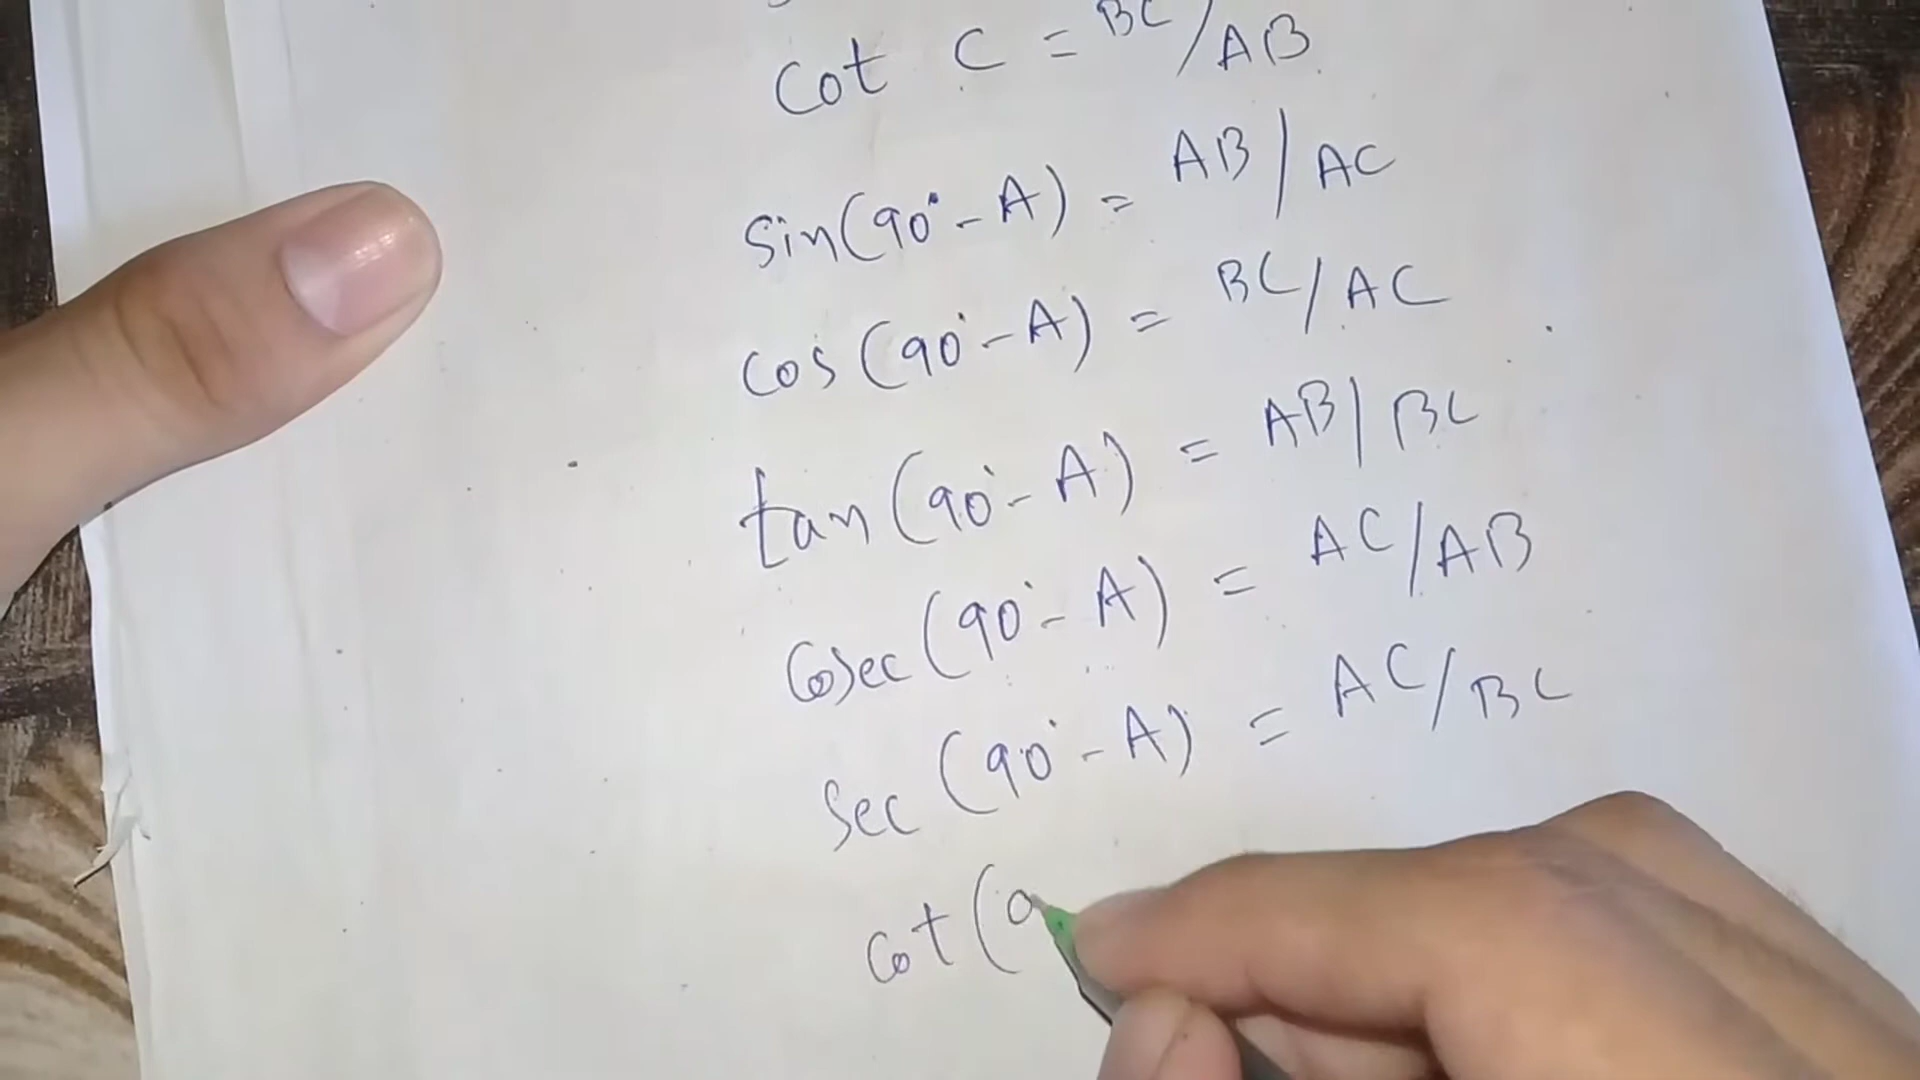 Cot C = BC/AB
Sin(90° - A) = AB/AC
cos(90° - A) = BC/AC
tan(90° - A) = AB/BC
Cosec(90° - A) = AC/AB
Sec(90° - A) = AC/BC
cot(9